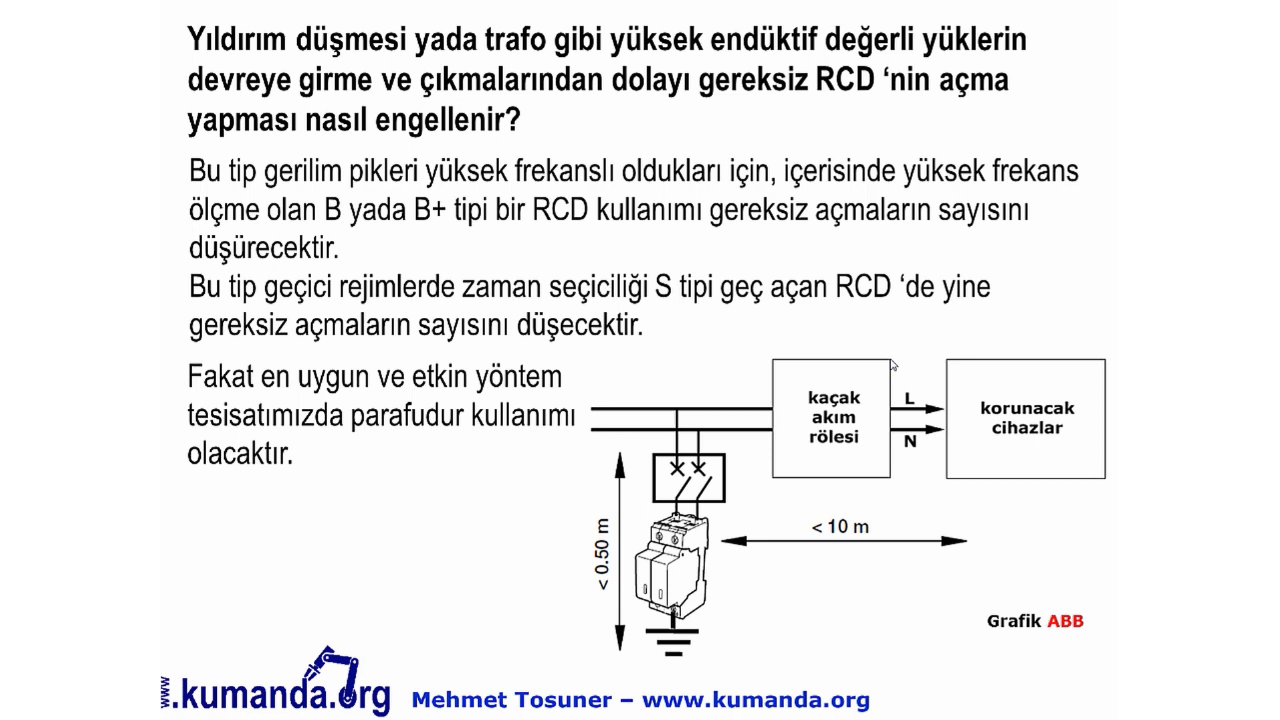 Yıldırım düşmesi yada trafo gibi yüksek endüktif değerli yüklerin
devreye girme ve çıkmalarından dolayı gereksiz RCD ‘nin açma
yapması nasıl engellenir?
Bu tip gerilim pikleri yüksek frekanslı oldukları için, içerisinde yüksek frekans
ölçme olan B yada B+ tipi bir RCD kullanımı gereksiz açmaların sayısını
düşürecektir.
Bu tip geçici rejimlerde zaman seçiciliği S tipi geç açan RCD ‘de yine
gereksiz açmaların sayısını düşecektir.
Fakat en uygun ve etkin yöntem
tesisatımızda parafudur kullanımı
olacaktır.
kaçak
akım
rölesi
L
N
korunacak
cihazlar
< 0.50 m
< 10 m
Grafik ABB
www.kumanda.org
Mehmet Tosuner – www.kumanda.org